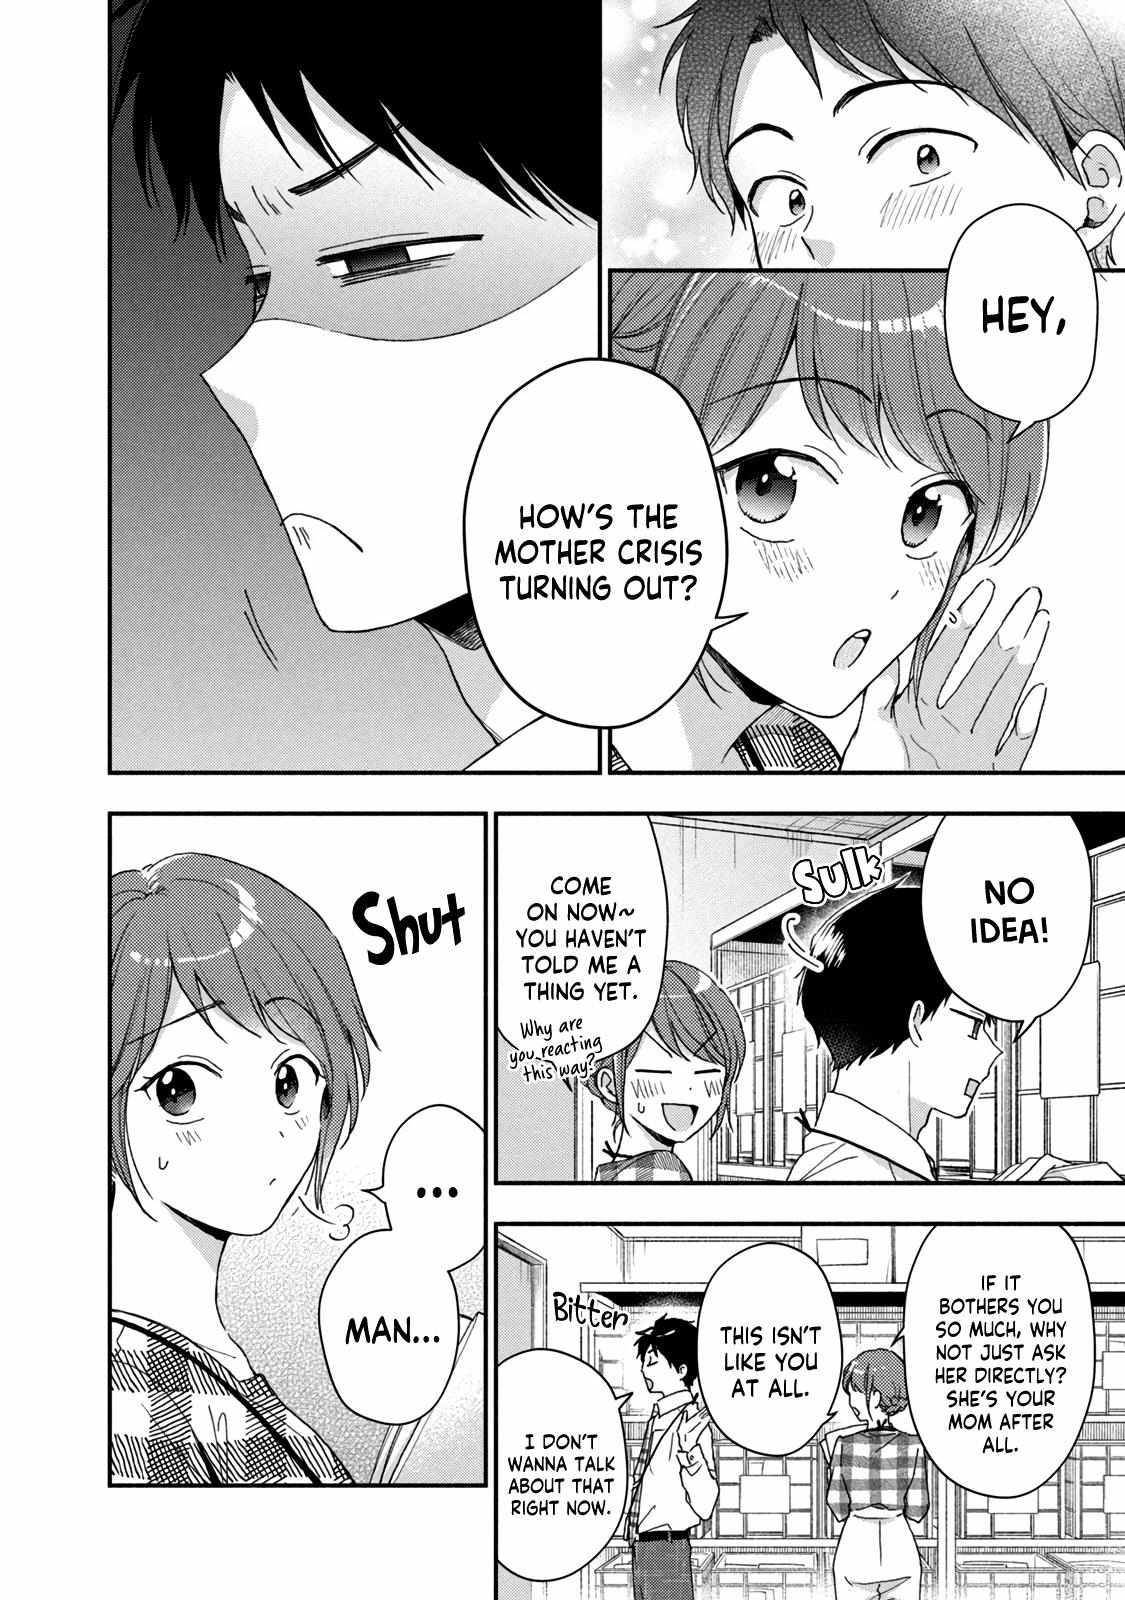 HEY,
HOW'S THE
MOTHER CRISIS
TURNING OUT?
NO
IDEA!
Sulk
COME
ON NOW~
YOU HAVEN'T
TOLD ME A
THING YET.
Why are
you reacting
this way?
IF IT
BOTHERS YOU
SO MUCH, WHY
NOT JUST ASK
HER DIRECTLY?
SHE'S YOUR
MOM AFTER
ALL.
THIS ISN'T
LIKE YOU
AT ALL.
Bitter
I DON'T
WANNA TALK
ABOUT THAT
RIGHT NOW.
Shut
...
MAN...